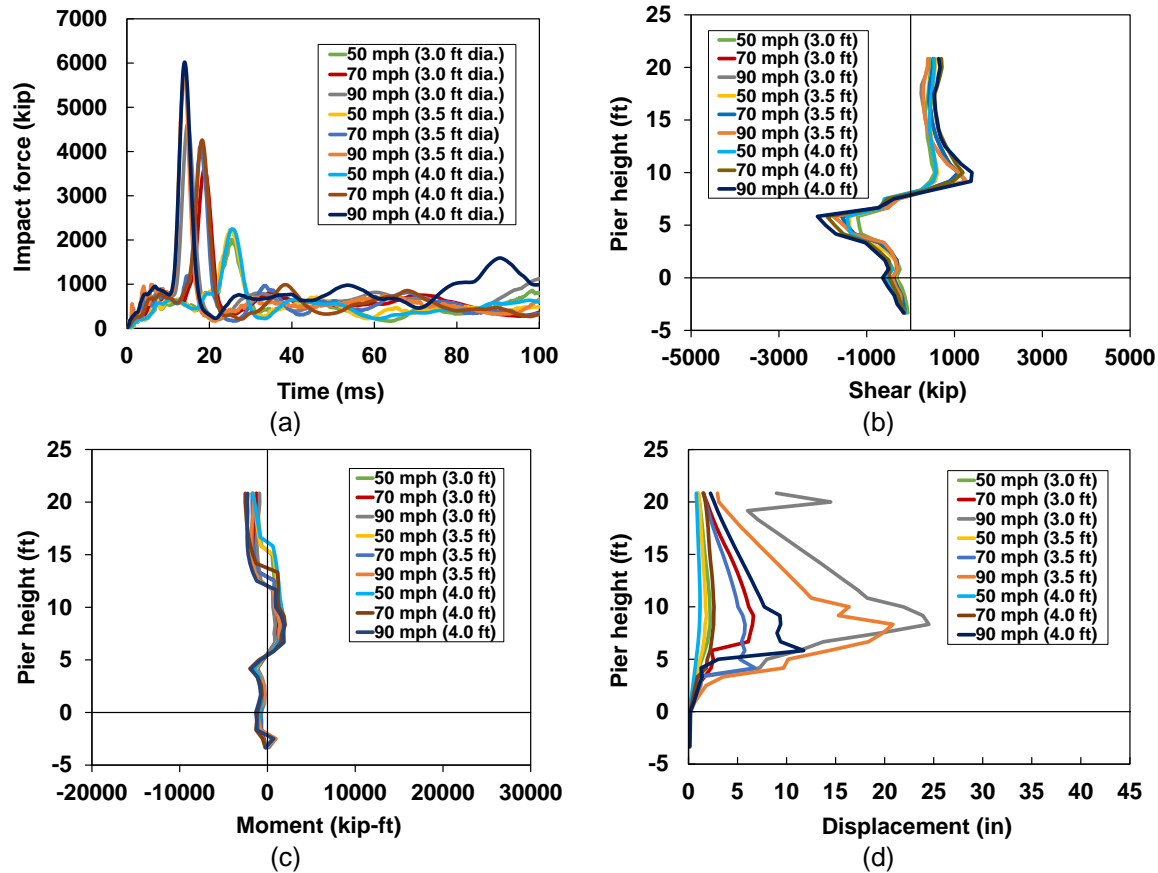 7000
6000
5000
4000
3000
2000
1000
0
Impact force (kip)
50 mph (3.0 ft dia.)
70 mph (3.0 ft dia.)
90 mph (3.0 ft dia.)
50 mph (3.5 ft dia.)
70 mph (3.5 ft dia)
90 mph (3.5 ft dia.)
50 mph (4.0 ft dia.)
70 mph (4.0 ft dia.)
90 mph (4.0 ft dia.)
0 20 40 60 80 100
Time (ms)
(a)
25
20
15
10
5
0
-5
Pier height (ft)
50 mph (3.0 ft)
70 mph (3.0 ft)
90 mph (3.0 ft)
50 mph (3.5 ft)
70 mph (3.5 ft)
90 mph (3.5 ft)
50 mph (4.0 ft)
70 mph (4.0 ft)
90 mph (4.0 ft)
-5000 -3000 -1000 1000 3000 5000
Shear (kip)
(b)
25
20
15
10
5
0
-5
Pier height (ft)
50 mph (3.0 ft)
70 mph (3.0 ft)
90 mph (3.0 ft)
50 mph (3.5 ft)
70 mph (3.5 ft)
90 mph (3.5 ft)
50 mph (4.0 ft)
70 mph (4.0 ft)
90 mph (4.0 ft)
-20000 -10000 0 10000 20000 30000
Moment (kip-ft)
(c)
25
20
15
10
5
0
-5
Pier height (ft)
50 mph (3.0 ft)
70 mph (3.0 ft)
90 mph (3.0 ft)
50 mph (3.5 ft)
70 mph (3.5 ft)
90 mph (3.5 ft)
50 mph (4.0 ft)
70 mph (4.0 ft)
90 mph (4.0 ft)
0 5 10 15 20 25 30 35 40 45
Displacement (in)
(d)